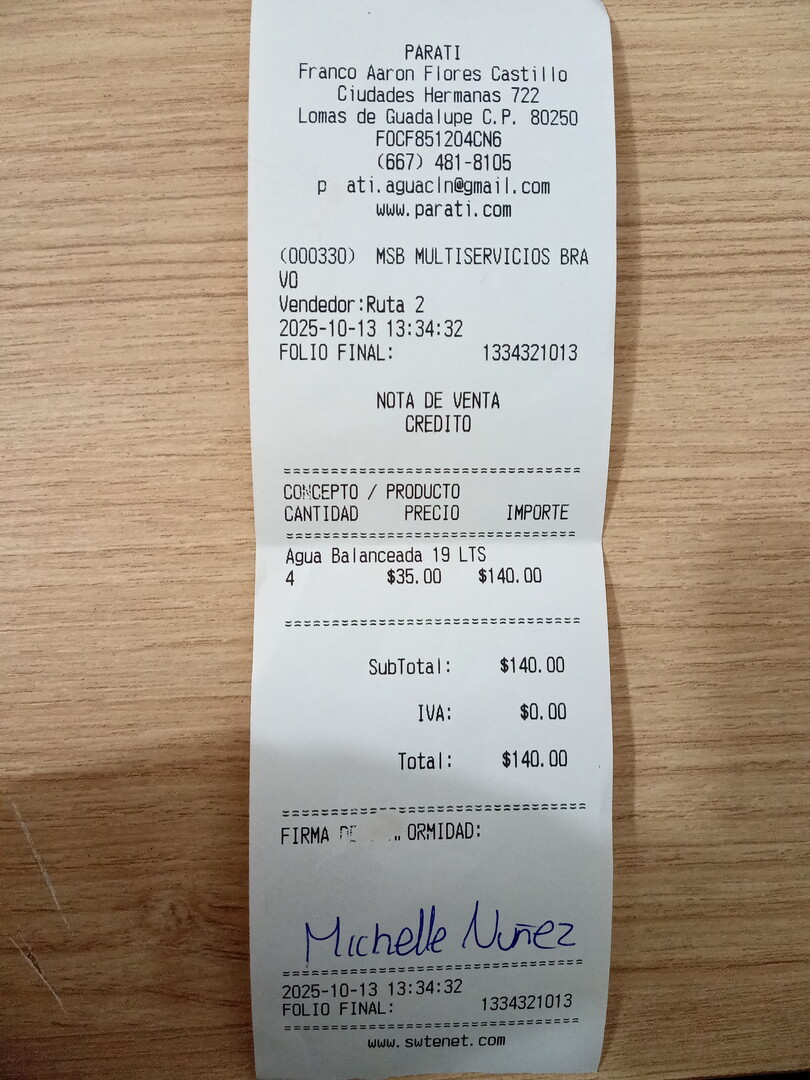 PARATI
Franco Aaron Flores Castillo
Ciudades Hermanas 722
Lomas de Guadalupe C.P. 80250
FOCF851204CN6
(667) 481-8105
p ati.aguacln@gmail.com
www.parati.com
(000330) MSB MULTISERVICIOS BRA
VO
Vendedor:Ruta 2
2025-10-13 13:34:32
FOLIO FINAL: 1334321013
NOTA DE VENTA
CREDITO
==============================
CONCEPTO / PRODUCTO
CANTIDAD PRECIO IMPORTE
==============================
Agua Balanceada 19 LTS
4 $35.00 $140.00
==============================
SubTotal: $140.00
IVA: $0.00
Total: $140.00
==============================
FIRMA DE ORMIDAD:
Michelle Nuñez
==============================
2025-10-13 13:34:32
FOLIO FINAL: 1334321013
==============================
www.swtenet.com